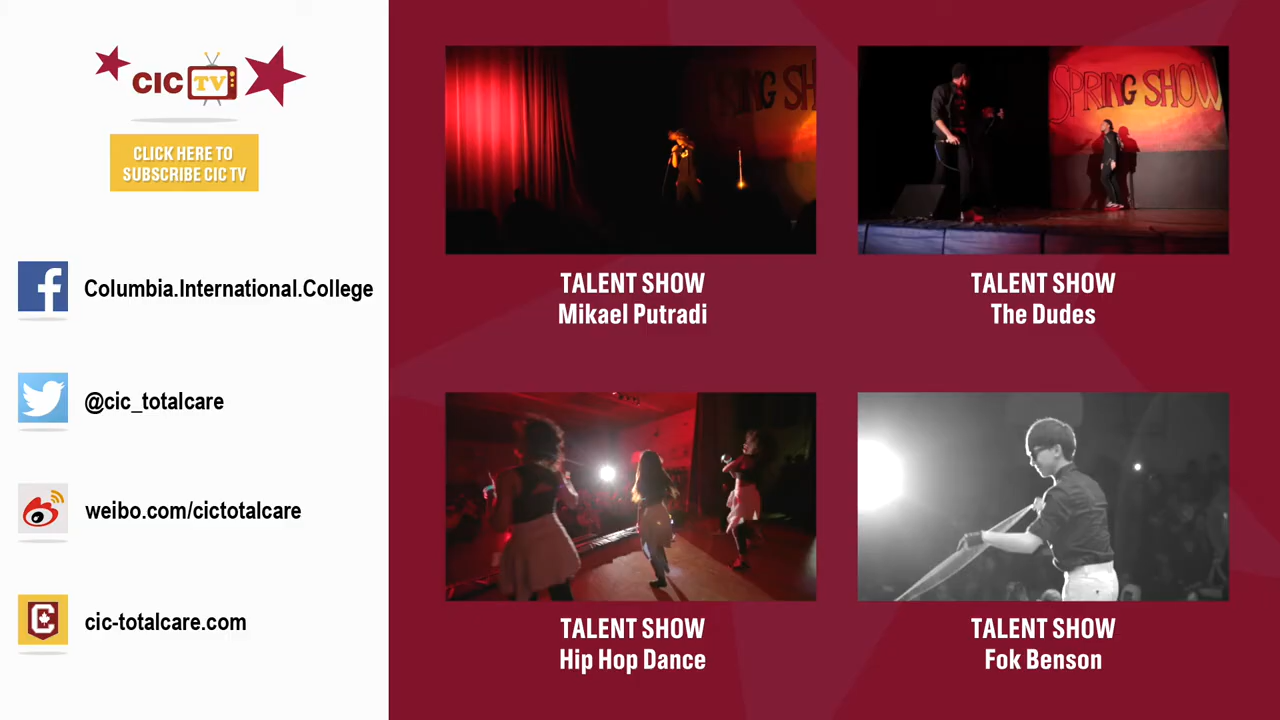 CIC TV
CLICK HERE TO
SUBSCRIBE CIC TV
Columbia.International.College
@cic_totalcare
weibo.com/cictotalcare
cic-totalcare.com
SPRING SHOW
TALENT SHOW
Mikael Putradi
TALENT SHOW
The Dudes
TALENT SHOW
Hip Hop Dance
TALENT SHOW
Fok Benson